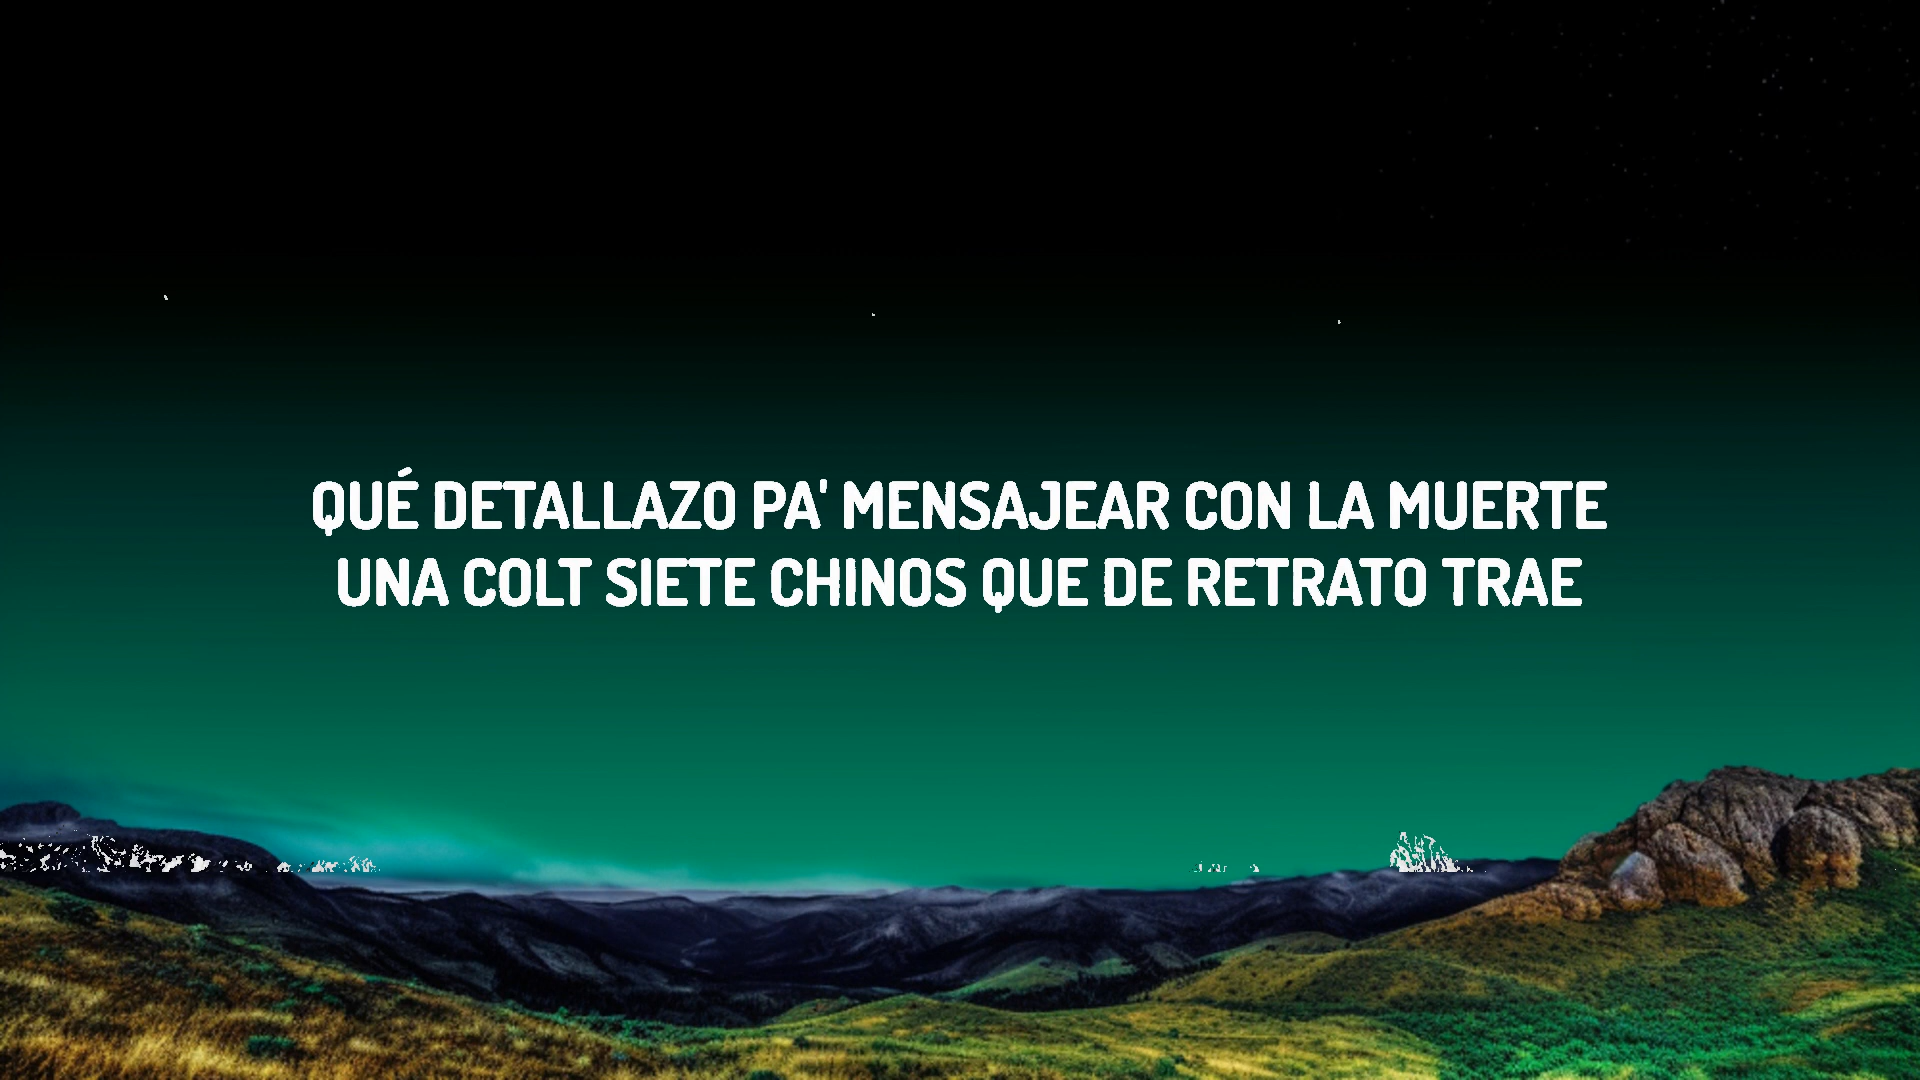 QUÉ DETALLAZO PA' MENSAJEAR CON LA MUERTE
UNA COLT SIETE CHINOS QUE DE RETRATO TRAE